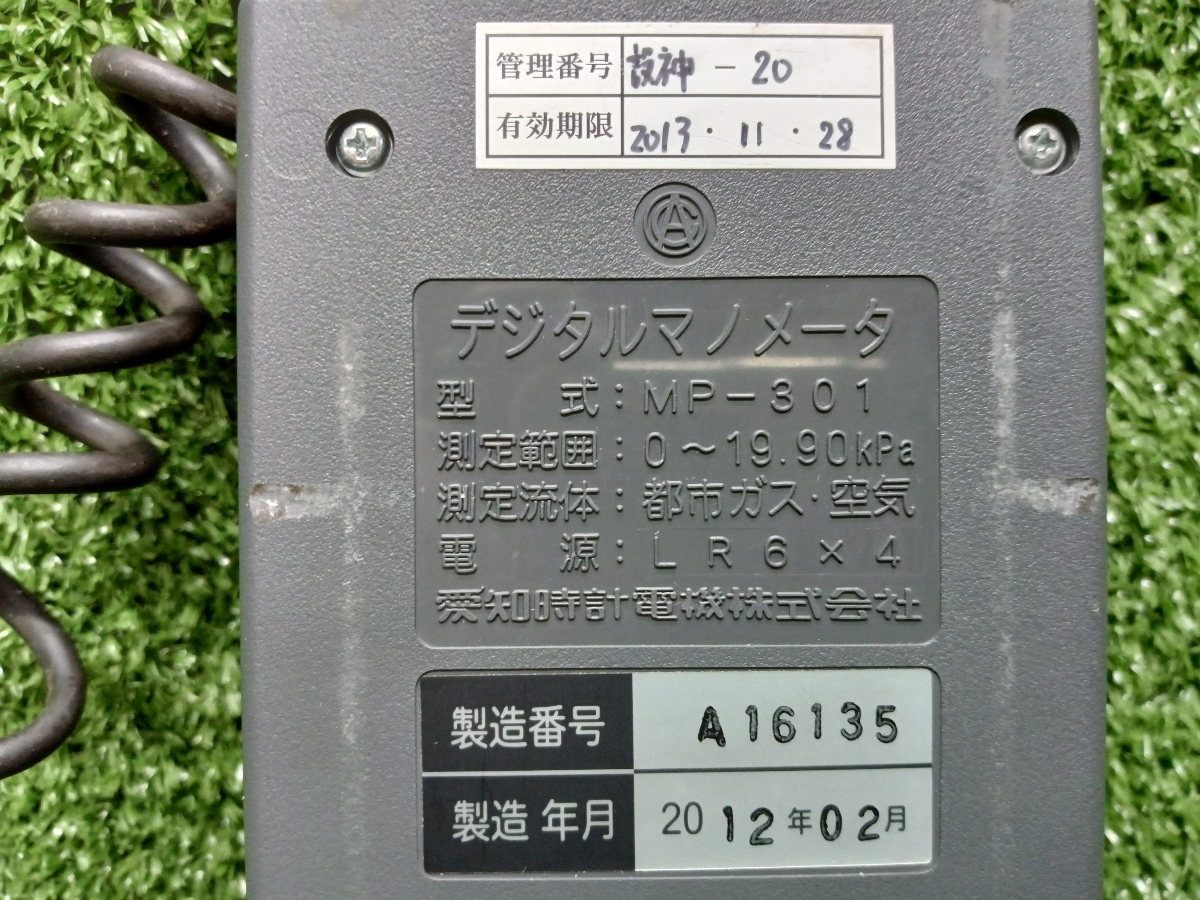 管理番号 技神 - 20
有効期限 2013・11・28
デジタルマノメータ
型 式：MP-301
測定範囲：0～19.90kPa
測定流体：都市ガス・空気
電 源：LR6×4
愛知時計電機株式会社
製造番号 A16135
製造 年月 2012年02月